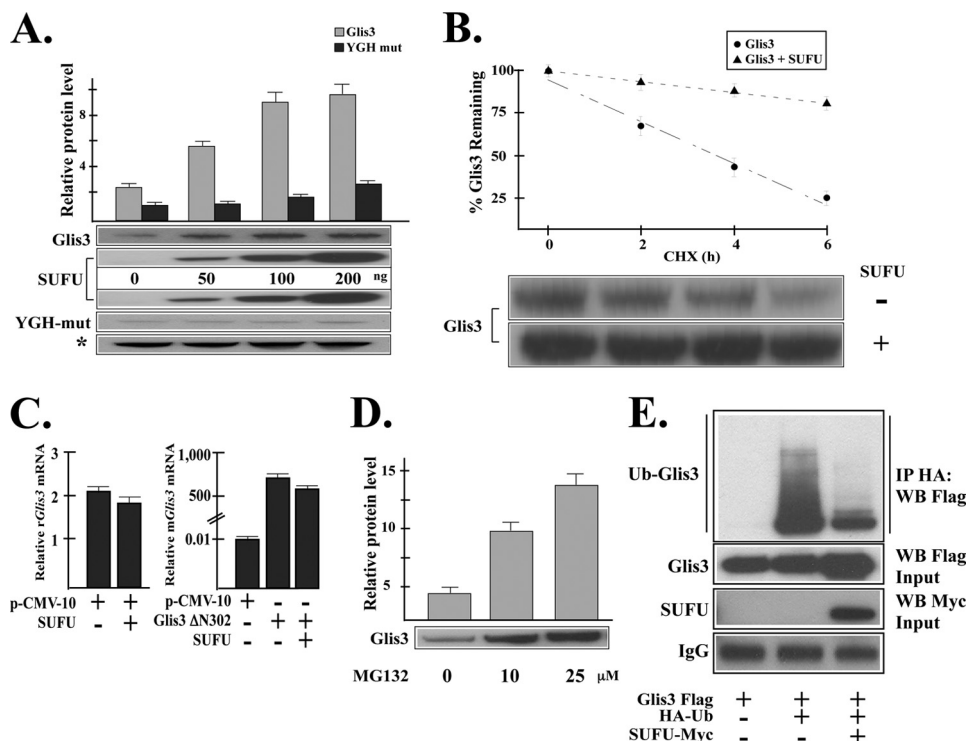 A.
Glis3
YGH mut
Relative protein level
8
4
Glis3
SUFU
0 50 100 200 ng
YGH-mut
*
B.
Glis3
Glis3 + SUFU
% Glis3 Remaining
100
75
50
25
0 2 4 6
CHX (h)
SUFU
Glis3
-
+
C.
Relative rGlis3 mRNA
3
2
1
p-CMV-10 + +
SUFU - +
Relative mGlis3 mRNA
1,000
500
0.01
p-CMV-10 + - -
Glis3 ΔN302 - + +
SUFU - - +
D.
Relative protein level
15
10
5
Glis3
MG132 0 10 25 μM
E.
Ub-Glis3
IP HA:
WB Flag
Glis3
WB Flag
Input
SUFU
WB Myc
Input
IgG
Glis3 Flag + + +
HA-Ub - + +
SUFU-Myc - - +